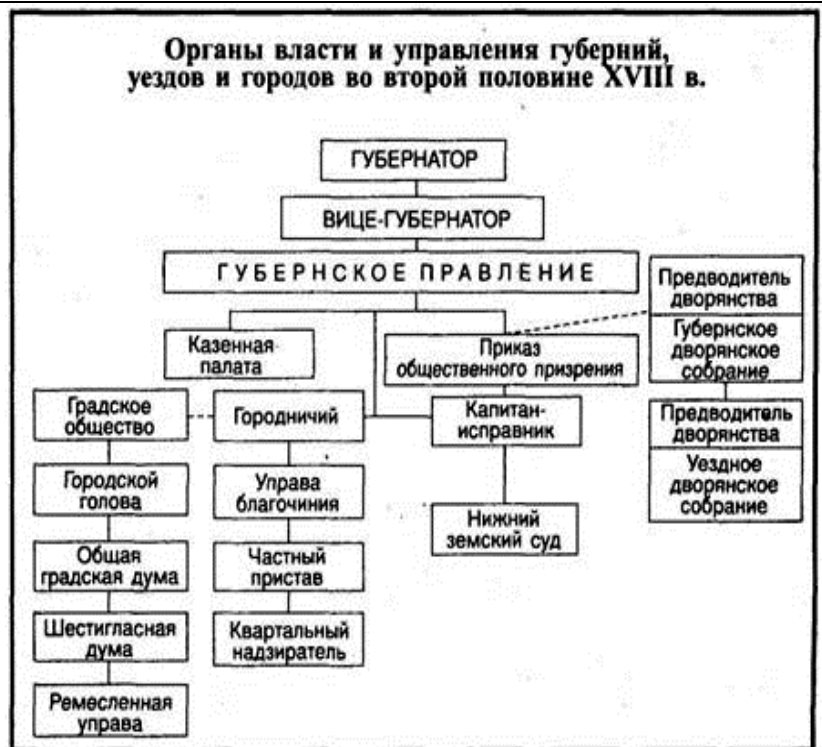 Органы власти и управления губерний,
уездов и городов во второй половине XVIII в.
ГУБЕРНАТОР
ВИЦЕ-ГУБЕРНАТОР
ГУБЕРНСКОЕ ПРАВЛЕНИЕ
Предводитель
дворянства
Губернское
дворянское
собрание
Казенная
палата
Приказ
общественного призрения
Градское
общество
Городничий
Капитан-
исправник
Предводитель
дворянства
Уездное
дворянское
собрание
Городской
голова
Управа
благочиния
Нижний
земский суд
Общая
градская дума
Частный
пристав
Шестигласная
дума
Квартальный
надзиратель
Ремесленная
управа